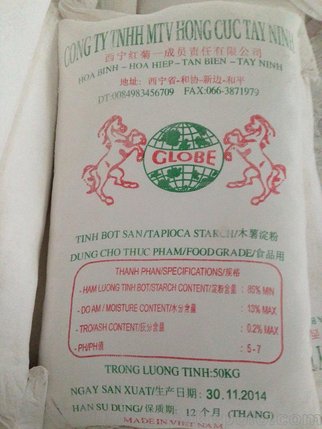 CONG TY TNHH MTV HONG CUC TAY NINH
西宁红菊一成员责任有限公司
HOA BINH - HOA HIEP - TAN BIEN - TAY NINH
地址: 西宁省-和协-新边-和平
DT:0084983456709 FAX:066-3871979
GLOBE
TINH BOT SAN/TAPIOCA STARCH/木薯淀粉
DUNG CHO THUC PHAM/FOOD GRADE/食品用
THANH PHAN/SPECIFICATIONS/规格
- HAM LUONG TINH BOT/STARCH CONTENT/淀粉含量 : 85% MIN
- DO AM / MOISTURE CONTENT/水分含量 : 13% MAX
- TRO/ASH CONTENT/灰分含量 : 0.2% MAX
- PH/PH值 : 5 - 7
TRONG LUONG TINH:50KG
NGAY SAN XUAT/生产日期: 30.11.2014
HAN SU DUNG/保质期: 12 个月 (THANG)
MADE IN VIET NAM